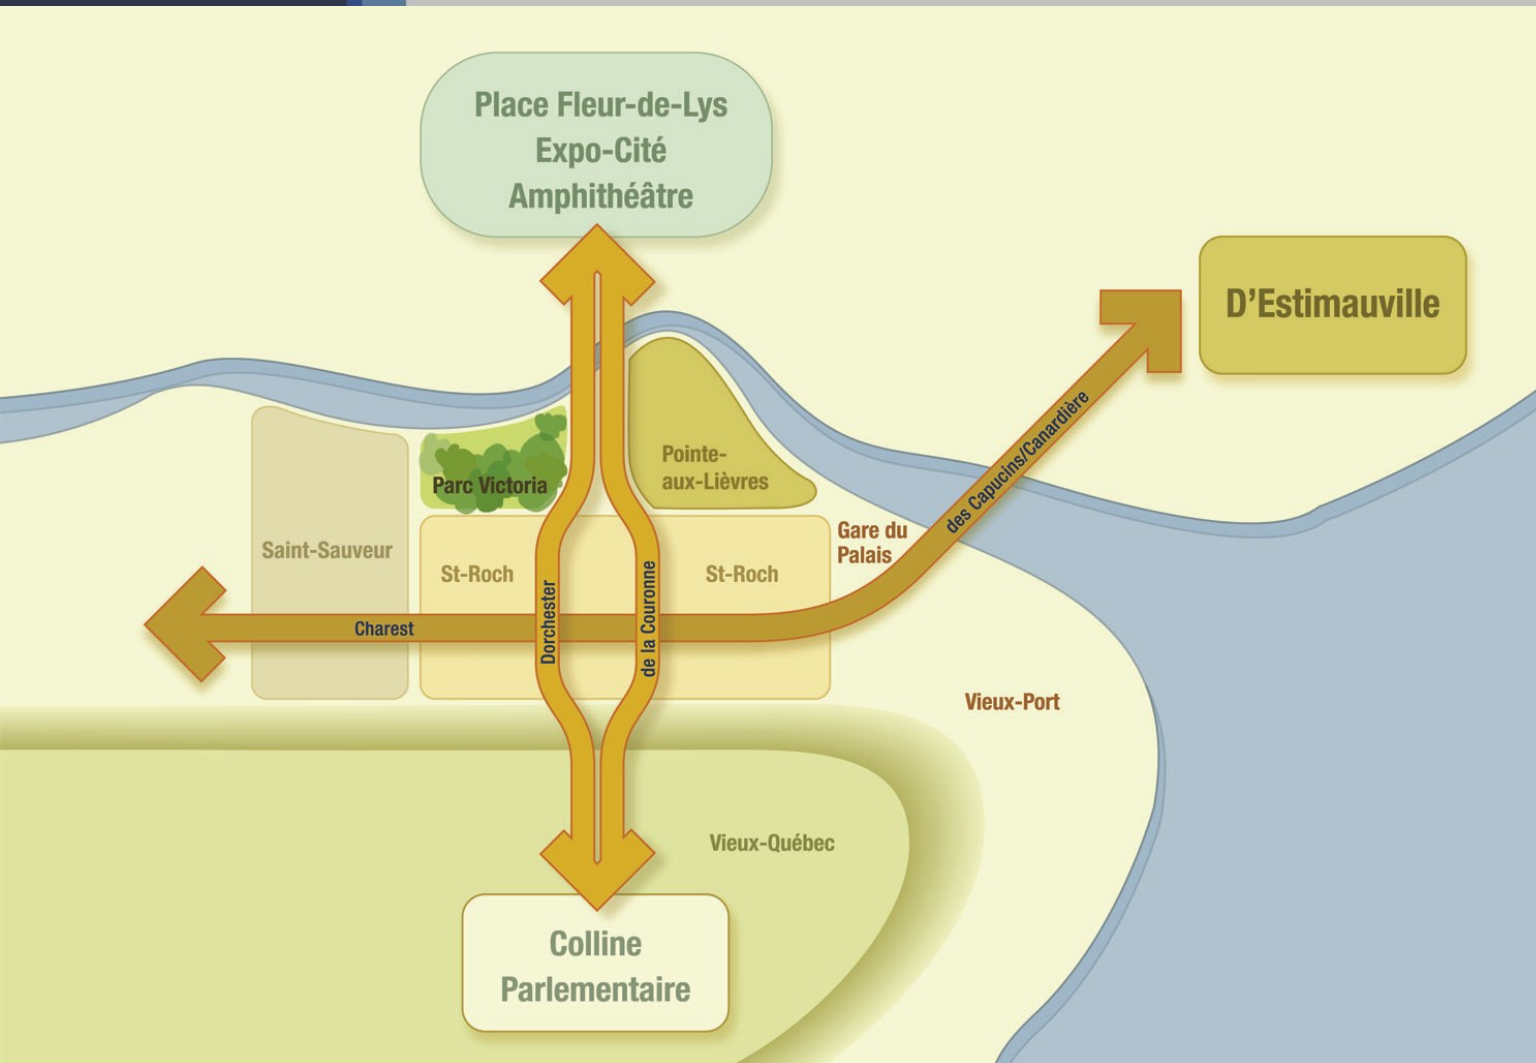 Place Fleur-de-Lys
Expo-Cité
Amphithéâtre
D'Estimauville
des Capucins/Canardière
Pointe-
aux-Lièvres
Parc Victoria
Gare du
Palais
Saint-Sauveur
St-Roch
St-Roch
Dorchester
de la Couronne
Charest
Vieux-Port
Vieux-Québec
Colline
Parlementaire